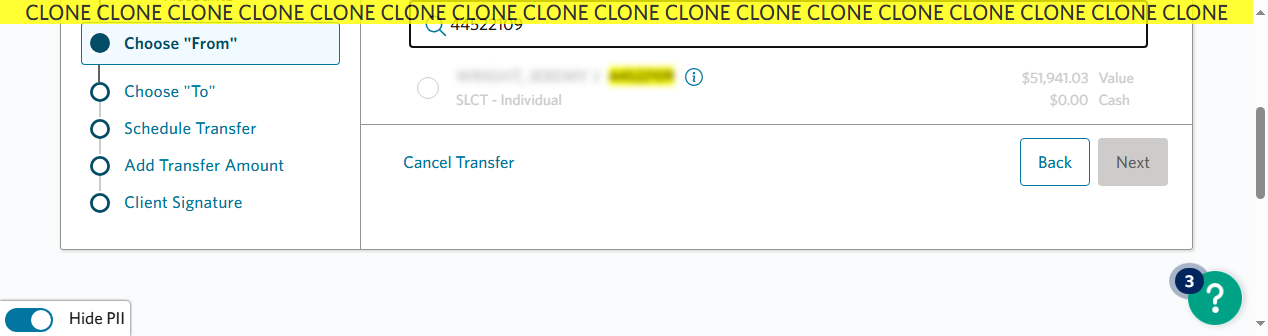 CLONE CLONE CLONE CLONE CLONE CLONE CLONE CLONE CLONE CLONE CLONE CLONE CLONE CLONE CLONE CLONE CLONE
44522109
Choose "From"
$51,941.03 Value
SLCT - Individual
$0.00 Cash
Choose "To"
Schedule Transfer
Add Transfer Amount
Client Signature
Cancel Transfer
Back
Next
3
?
Hide PII